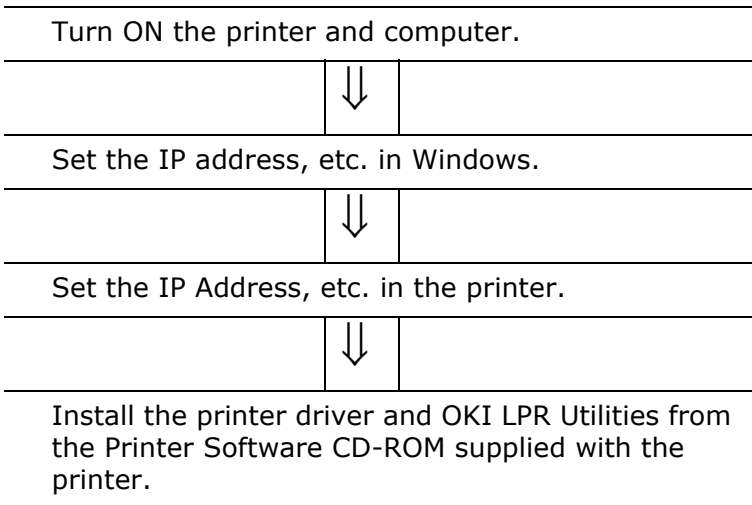 Turn ON the printer and computer.
⇓
Set the IP address, etc. in Windows.
⇓
Set the IP Address, etc. in the printer.
⇓
Install the printer driver and OKI LPR Utilities from
the Printer Software CD-ROM supplied with the
printer.